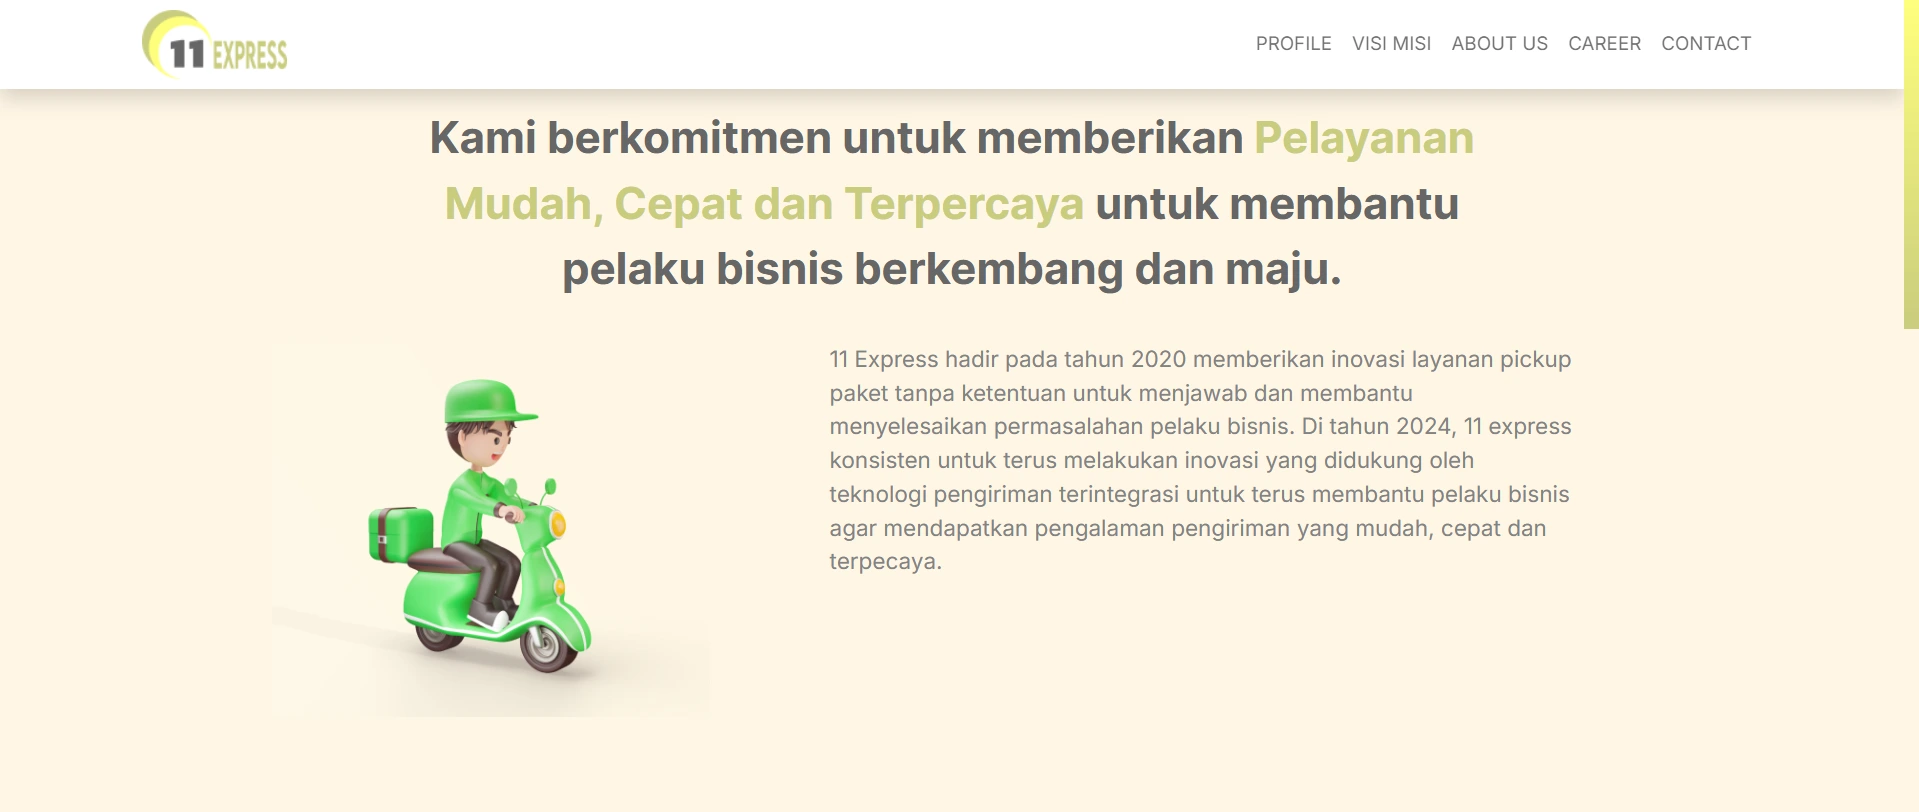 11 EXPRESS
PROFILE VISI MISI ABOUT US CAREER CONTACT
Kami berkomitmen untuk memberikan Pelayanan
Mudah, Cepat dan Terpercaya untuk membantu
pelaku bisnis berkembang dan maju.
11 Express hadir pada tahun 2020 memberikan inovasi layanan pickup
paket tanpa ketentuan untuk menjawab dan membantu
menyelesaikan permasalahan pelaku bisnis. Di tahun 2024, 11 express
konsisten untuk terus melakukan inovasi yang didukung oleh
teknologi pengiriman terintegrasi untuk terus membantu pelaku bisnis
agar mendapatkan pengalaman pengiriman yang mudah, cepat dan
terpecaya.